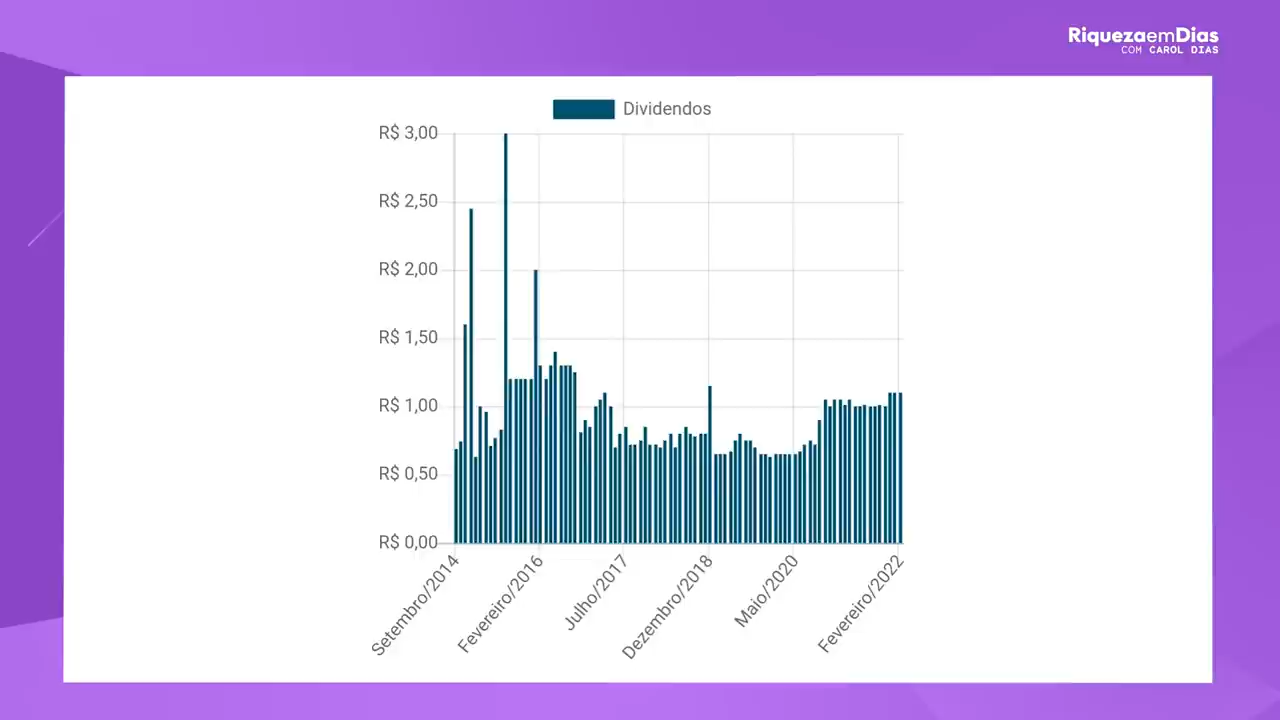 RiquezaemDias
COM CAROL DIAS
Dividendos
R$ 3,00
R$ 2,50
R$ 2,00
R$ 1,50
R$ 1,00
R$ 0,50
R$ 0,00
Setembro/2014
Fevereiro/2016
Julho/2017
Dezembro/2018
Maio/2020
Fevereiro/2022